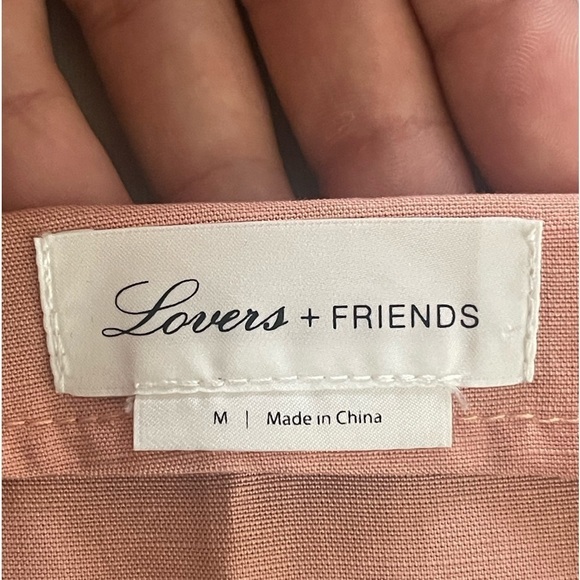 Lovers + FRIENDS
M | Made in China